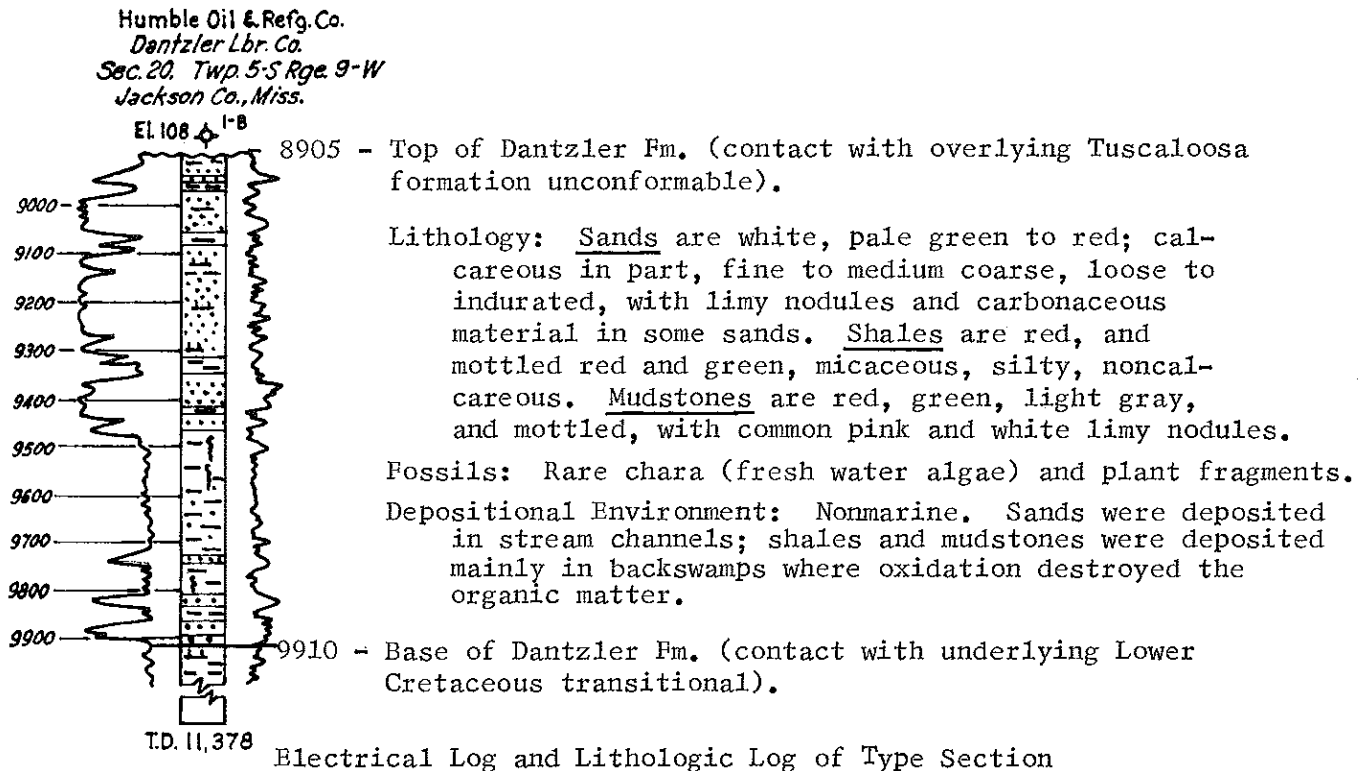 Humble Oil & Refg. Co.
Dantzler Lbr. Co.
Sec. 20. Twp. 5-S Rge. 9-W
Jackson Co., Miss.
El. 108 1-B
8905 - Top of Dantzler Fm. (contact with overlying Tuscaloosa
formation unconformable).
9000
9100
9200
9300
9400
9500
9600
9700
9800
9900
Lithology: Sands are white, pale green to red; cal-
careous in part, fine to medium coarse, loose to
indurated, with limy nodules and carbonaceous
material in some sands. Shales are red, and
mottled red and green, micaceous, silty, noncal-
careous. Mudstones are red, green, light gray,
and mottled, with common pink and white limy nodules.
Fossils: Rare chara (fresh water algae) and plant fragments.
Depositional Environment: Nonmarine. Sands were deposited
in stream channels; shales and mudstones were deposited
mainly in backswamps where oxidation destroyed the
organic matter.
9910 - Base of Dantzler Fm. (contact with underlying Lower
Cretaceous transitional).
T.D. 11,378
Electrical Log and Lithologic Log of Type Section